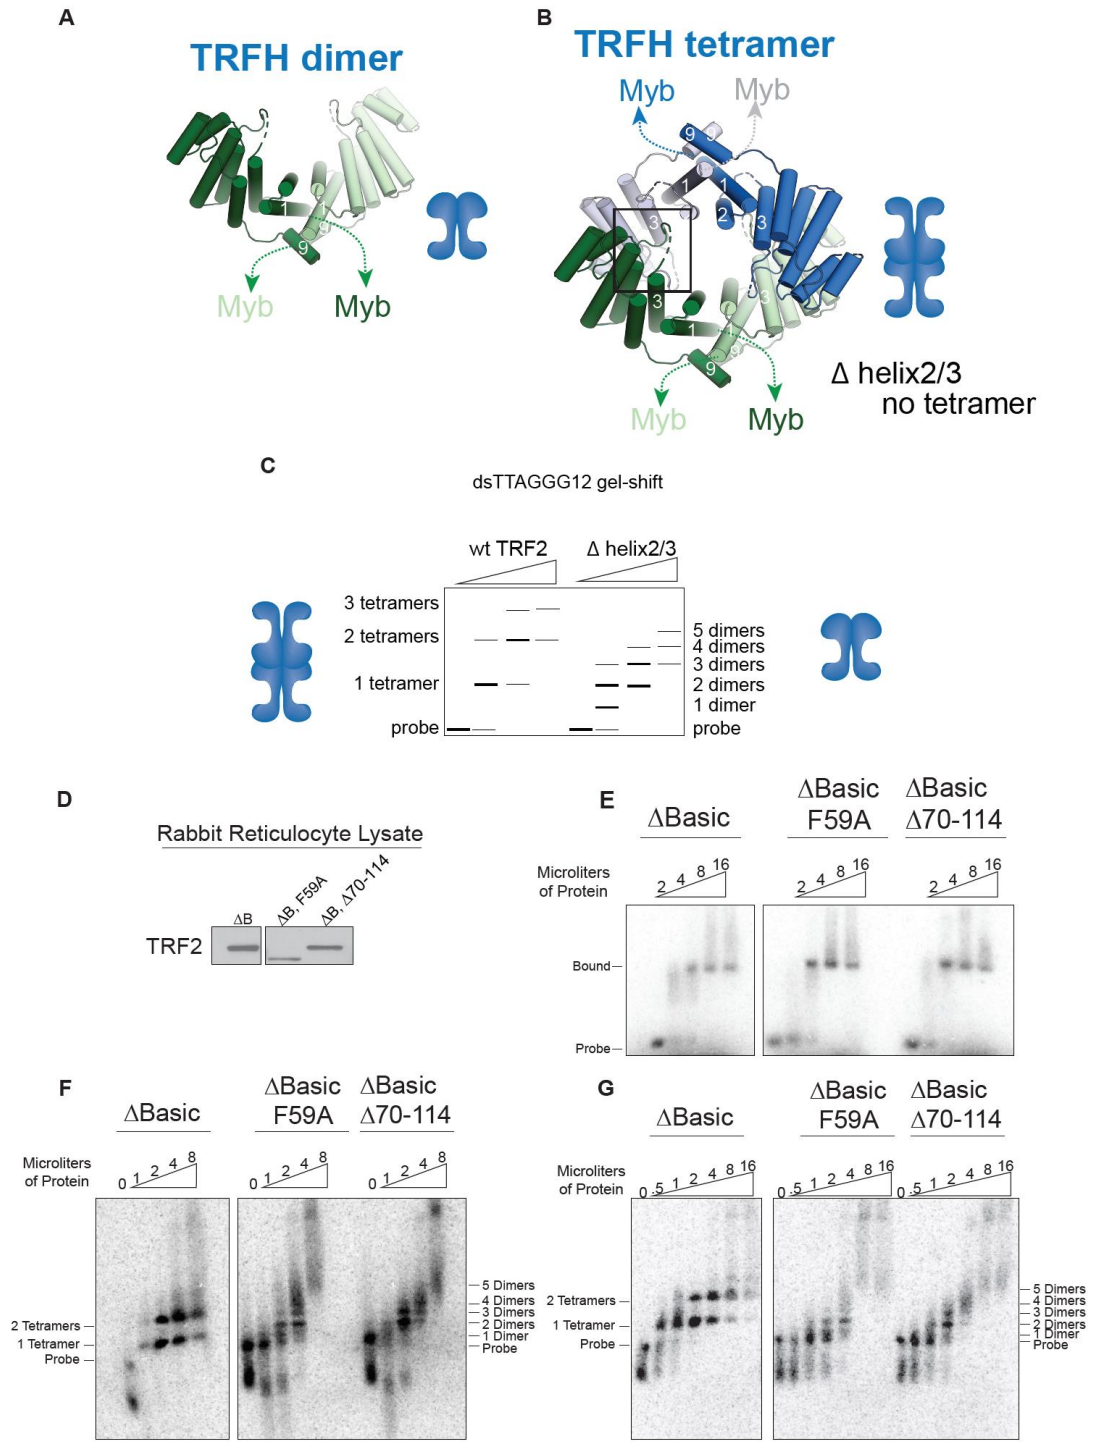 A
TRFH dimer
1
1
9
9
Myb
Myb
B
TRFH tetramer
Myb
Myb
9
9
1
1
2
3
3
3
3
1
1
9
9
Myb
Myb
Δ helix2/3
no tetramer
C
dsTTAGGG12 gel-shift
wt TRF2
Δ helix2/3
3 tetramers
2 tetramers
1 tetramer
probe
5 dimers
4 dimers
3 dimers
2 dimers
1 dimer
probe
D
Rabbit Reticulocyte Lysate
ΔB
ΔB, F59A
ΔB, Δ70-114
TRF2
E
ΔBasic
ΔBasic
F59A
ΔBasic
Δ70-114
Microliters
of Protein
2 4 8 16
2 4 8 16
2 4 8 16
Bound
Probe
F
ΔBasic
ΔBasic
F59A
ΔBasic
Δ70-114
Microliters
of Protein
0 1 2 4 8
0 1 2 4 8
0 1 2 4 8
2 Tetramers
1 Tetramer
Probe
5 Dimers
4 Dimers
3 Dimers
2 Dimers
1 Dimer
Probe
G
ΔBasic
ΔBasic
F59A
ΔBasic
Δ70-114
Microliters
of Protein
0 .5 1 2 4 8 16
0 .5 1 2 4 8 16
0 .5 1 2 4 8 16
2 Tetramers
1 Tetramer
Probe
5 Dimers
4 Dimers
3 Dimers
2 Dimers
1 Dimer
Probe